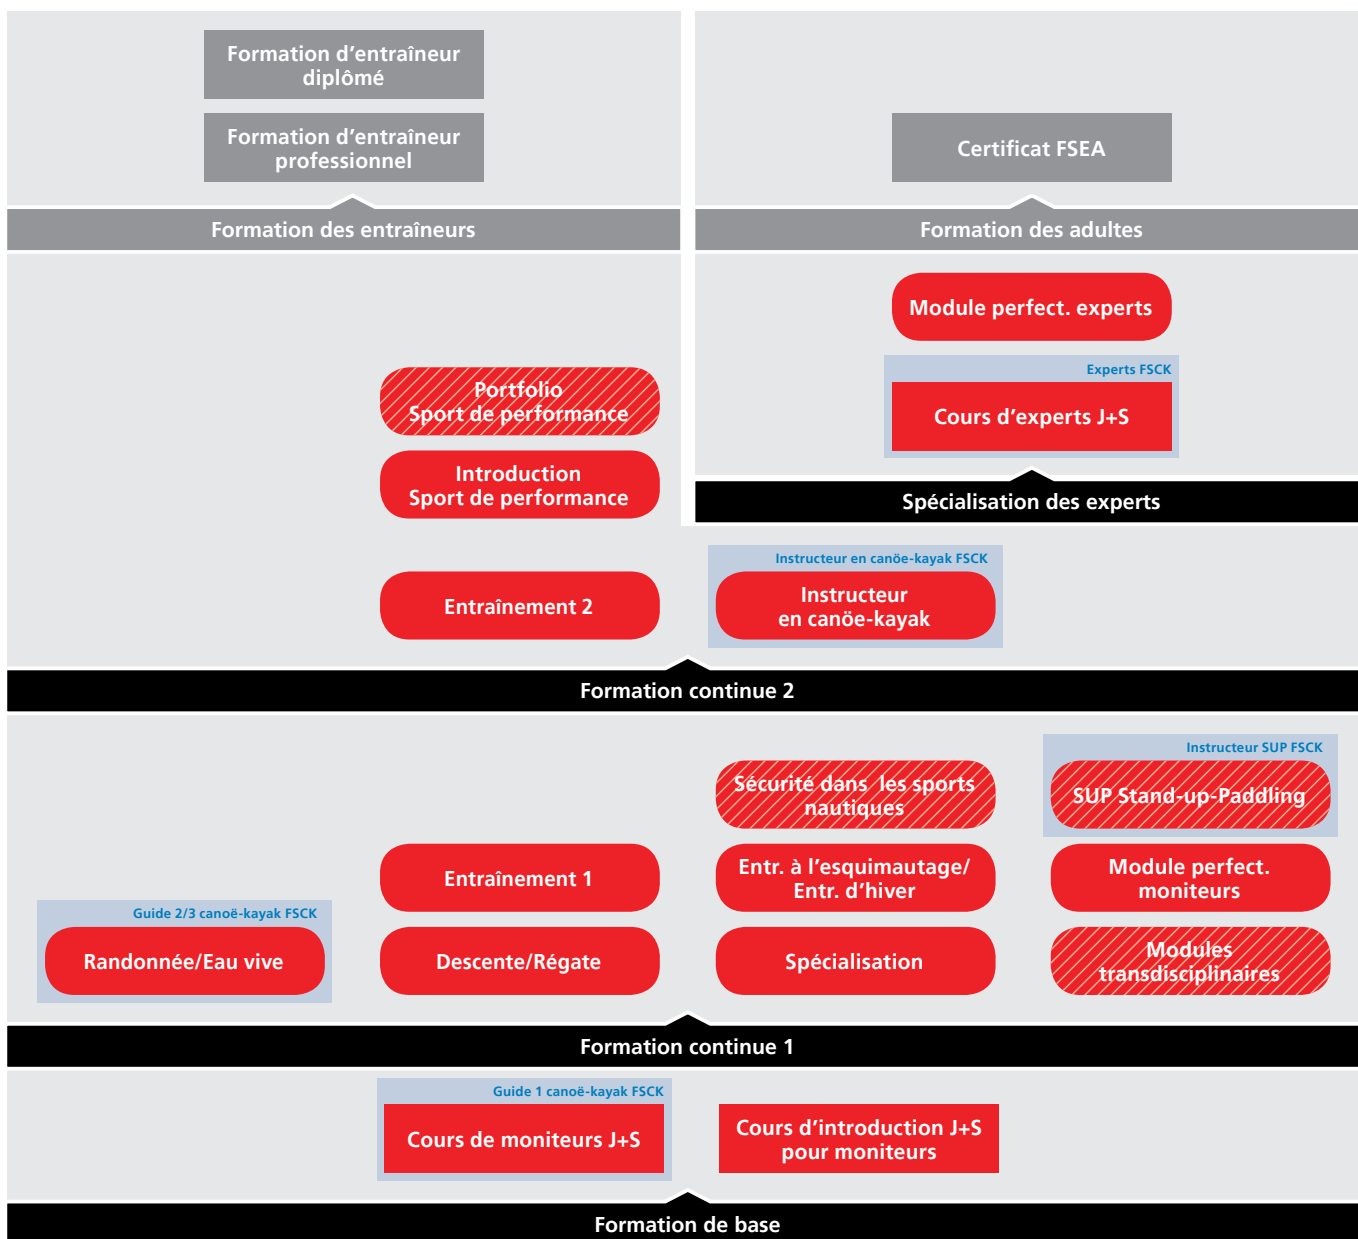 Formation d’entraîneur
diplômé
Formation d’entraîneur
professionnel
Certificat FSEA
Formation des entraîneurs
Formation des adultes
Module perfect. experts
Experts FSCK
Cours d’experts J+S
Portfolio
Sport de performance
Introduction
Sport de performance
Spécialisation des experts
Entraînement 2
Instructeur en canöe-kayak FSCK
Instructeur
en canöe-kayak
Formation continue 2
Sécurité dans les sports
nautiques
Instructeur SUP FSCK
SUP Stand-up-Paddling
Entraînement 1
Entr. à l’esquimautage/
Entr. d’hiver
Module perfect.
moniteurs
Guide 2/3 canoë-kayak FSCK
Randonnée/Eau vive
Descente/Régate
Spécialisation
Modules
transdisciplinaires
Formation continue 1
Guide 1 canoë-kayak FSCK
Cours de moniteurs J+S
Cours d’introduction J+S
pour moniteurs
Formation de base